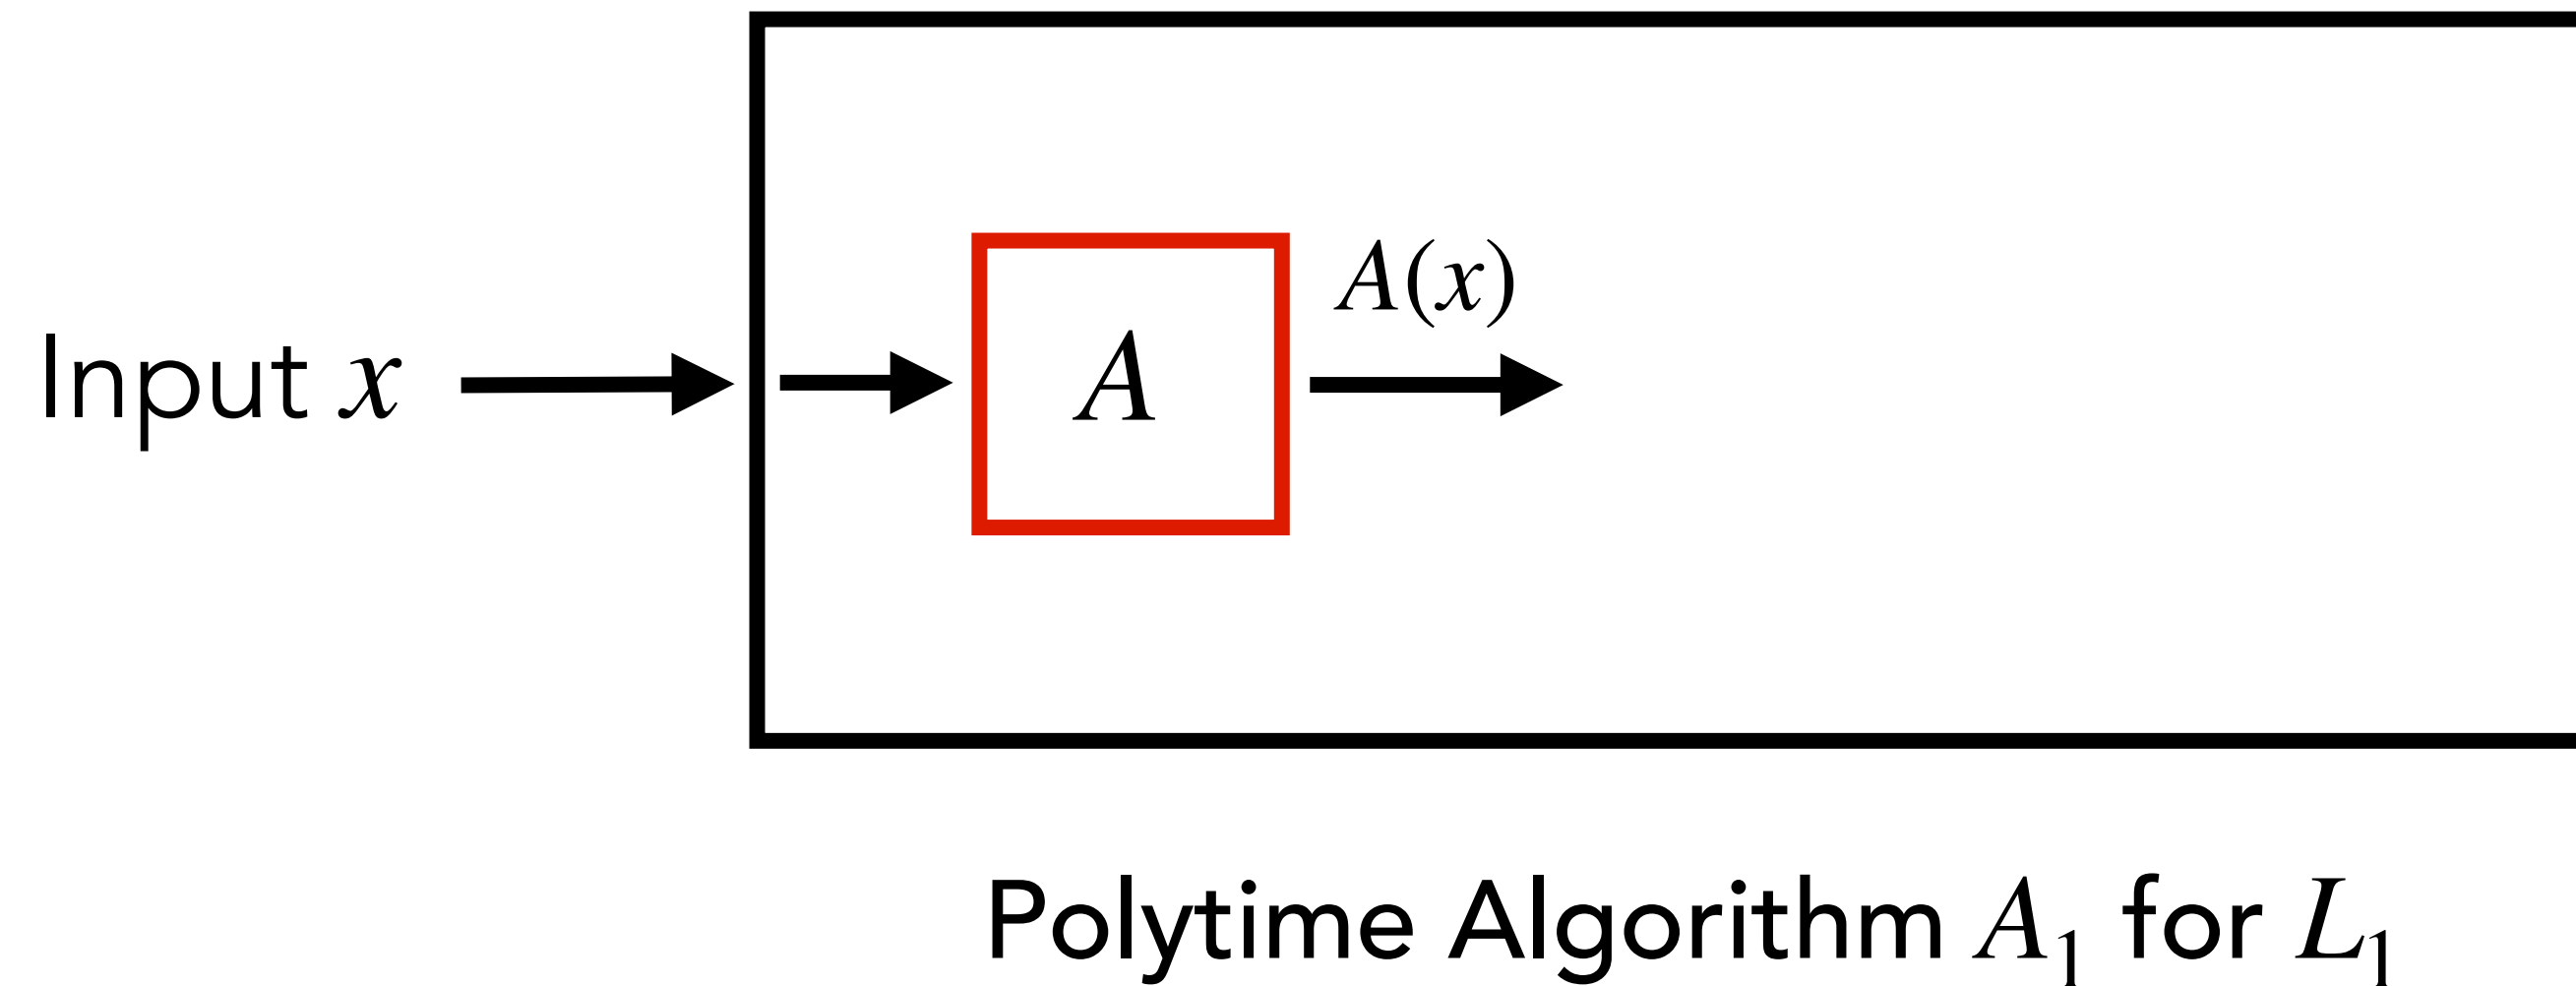 A(x)
Input x
A
Polytime Algorithm A₁ for L₁